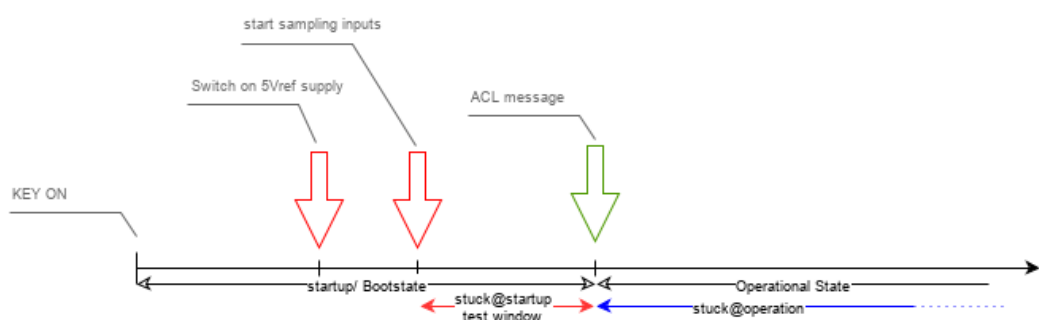 start sampling inputs
Switch on 5Vref supply
ACL message
KEY ON
startup/ Bootstate
Operational State
stuck@startup
test window
stuck@operation